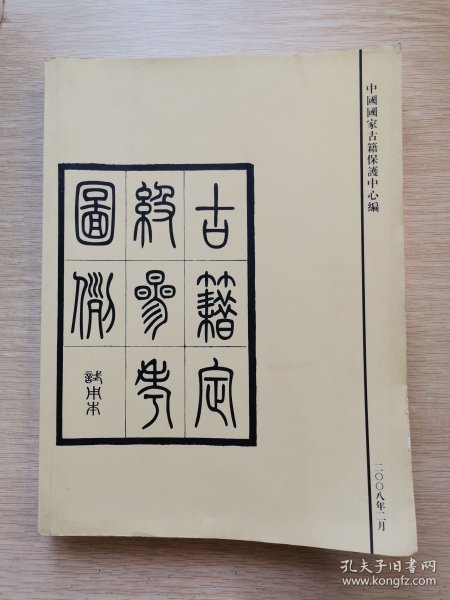 中國國家古籍保護中心編
古籍定
級參考
圖例
試用本
二〇〇八年二月
孔夫子旧书网
www.kongfz.com